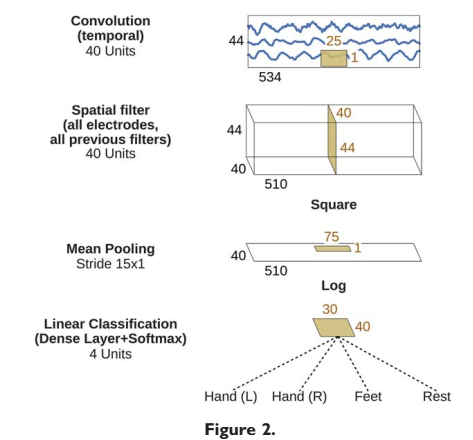 Convolution
(temporal)
40 Units
44
25
1
534
Spatial filter
(all electrodes,
all previous filters)
40 Units
44
40
40
44
510
Square
Mean Pooling
Stride 15x1
40
75
1
510
Log
Linear Classification
(Dense Layer+Softmax)
4 Units
30
40
Hand (L) Hand (R) Feet Rest
Figure 2.